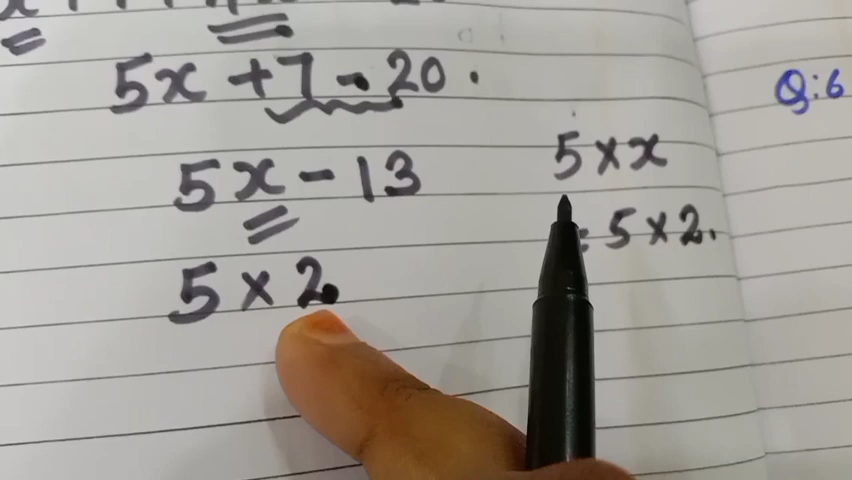 5x + 7 - 20.
5x - 13
5 × 2
5 × x
= 5 × 2.
Q:6